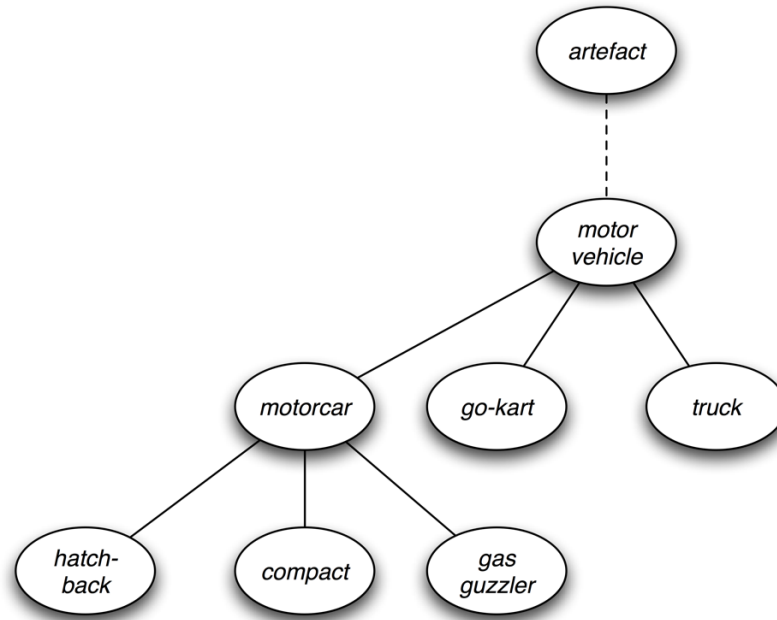 artefact
motor
vehicle
motorcar
go-kart
truck
hatch-
back
compact
gas
guzzler